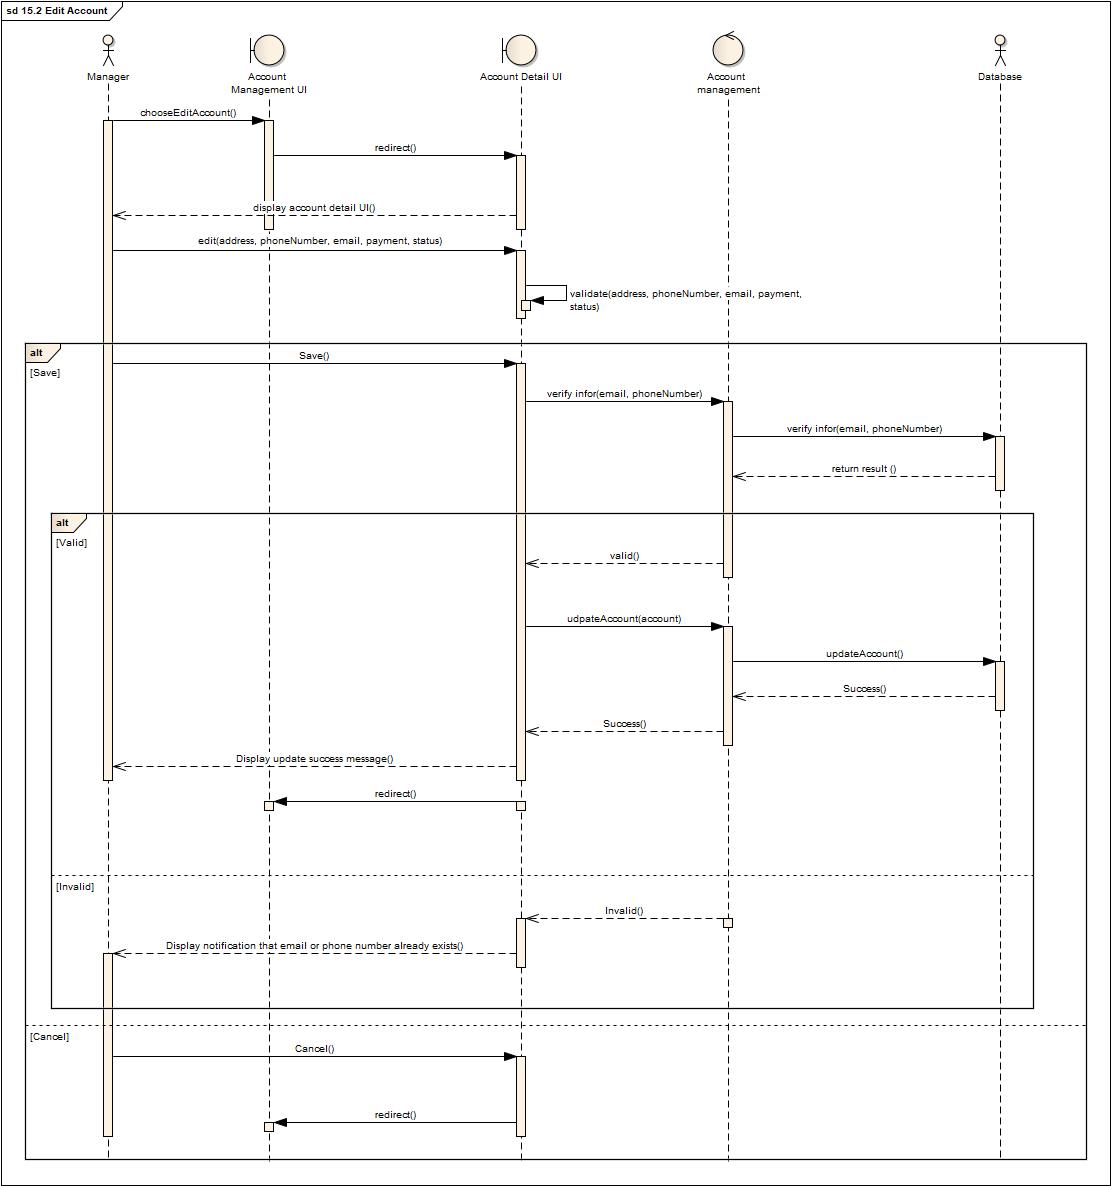 sd 15.2 Edit Account
Manager
Account
Management UI
Account Detail UI
Account
management
Database
chooseEditAccount()
redirect()
display account detail UI()
edit(address, phoneNumber, email, payment, status)
validate(address, phoneNumber, email, payment,
status)
alt
[Save]
Save()
verify infor(email, phoneNumber)
verify infor(email, phoneNumber)
return result ()
alt
[Valid]
valid()
udpateAccount(account)
updateAccount()
Success()
Success()
Display update success message()
redirect()
[Invalid]
Invalid()
Display notification that email or phone number already exists()
[Cancel]
Cancel()
redirect()